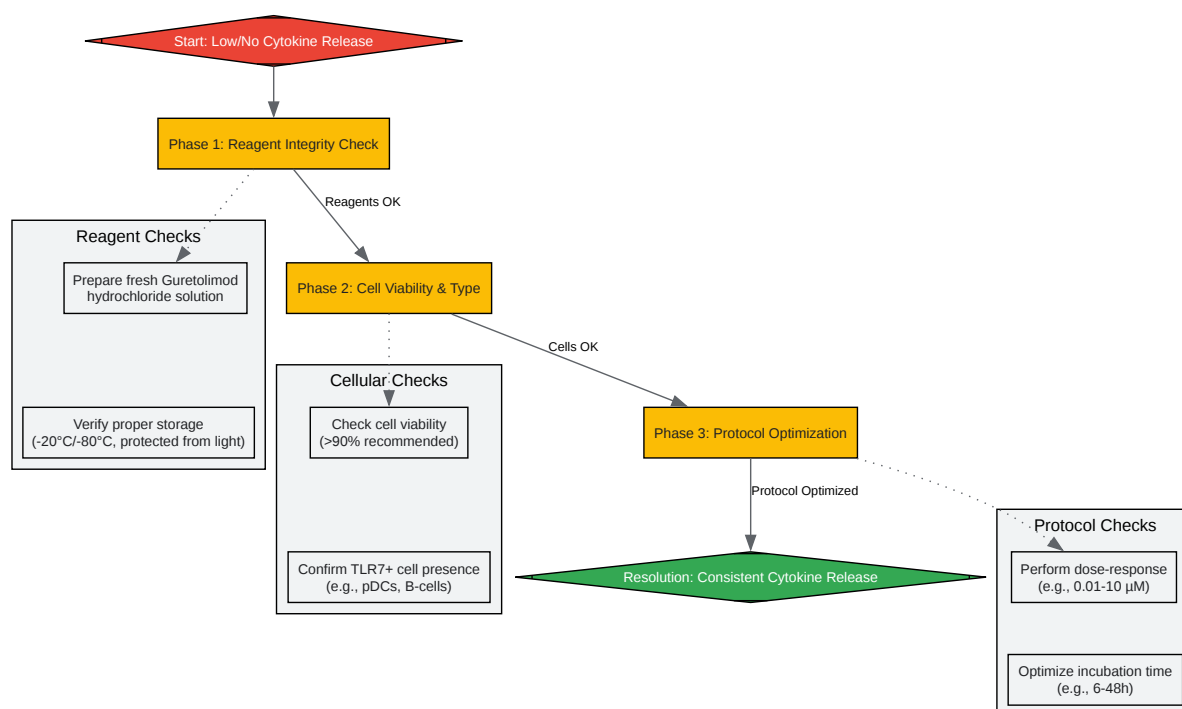 Start: Low/No Cytokine Release
Phase 1: Reagent Integrity Check
Reagents OK
Reagent Checks
Prepare fresh Guretolimod
hydrochloride solution
Verify proper storage
(-20°C/-80°C, protected from light)
Phase 2: Cell Viability & Type
Cells OK
Cellular Checks
Check cell viability
(>90% recommended)
Confirm TLR7+ cell presence
(e.g., pDCs, B-cells)
Phase 3: Protocol Optimization
Protocol Optimized
Resolution: Consistent Cytokine Release
Protocol Checks
Perform dose-response
(e.g., 0.01-10 µM)
Optimize incubation time
(e.g., 6-48h)